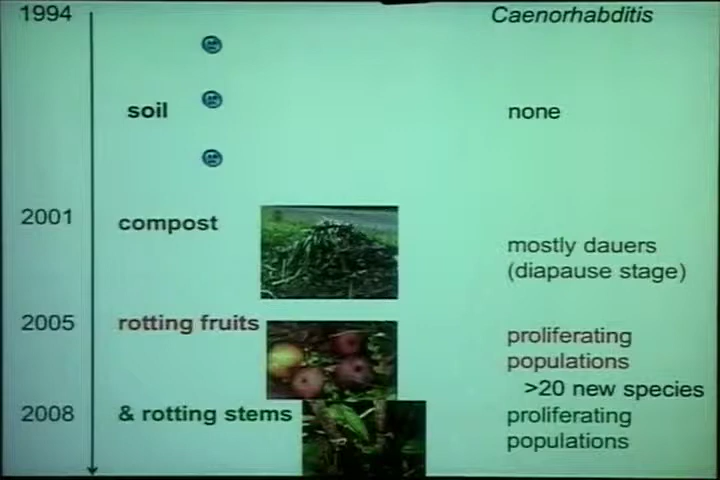 1994 Caenorhabditis
soil none
2001 compost
mostly dauers
(diapause stage)
2005 rotting fruits
proliferating
populations
>20 new species
2008 & rotting stems proliferating
populations